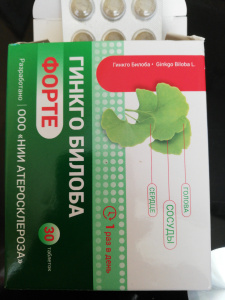 Гинкго Билоба • Ginkgo Biloba L.
ГИНКГО БИЛОБА
ФОРТЕ
Разработано ООО «НИИ АТЕРОСКЛЕРОЗА»
30 таблеток
1 раз в день
ГОЛОВА
СОСУДЫ
СЕРДЦЕ